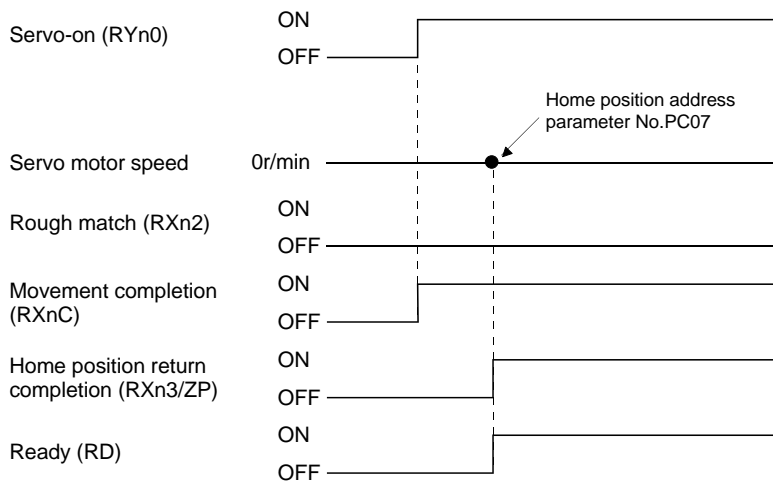 Servo-on (RYn0)
ON
OFF
Home position address
parameter No.PC07
Servo motor speed
0r/min
Rough match (RXn2)
ON
OFF
Movement completion
(RXnC)
ON
OFF
Home position return
completion (RXn3/ZP)
ON
OFF
Ready (RD)
ON
OFF